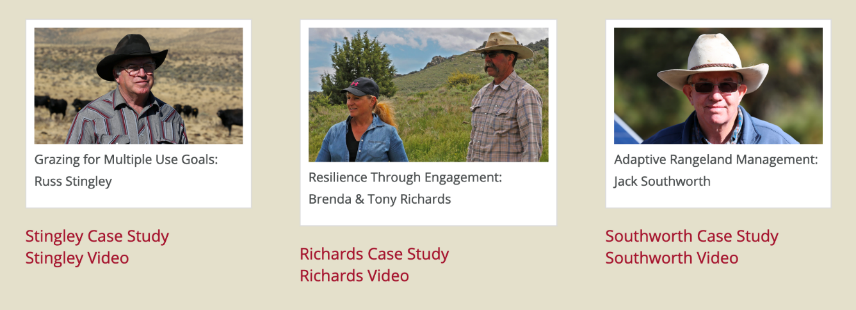 Grazing for Multiple Use Goals:
Russ Stingley
Stingley Case Study
Stingley Video
Resilience Through Engagement:
Brenda & Tony Richards
Richards Case Study
Richards Video
Adaptive Rangeland Management:
Jack Southworth
Southworth Case Study
Southworth Video